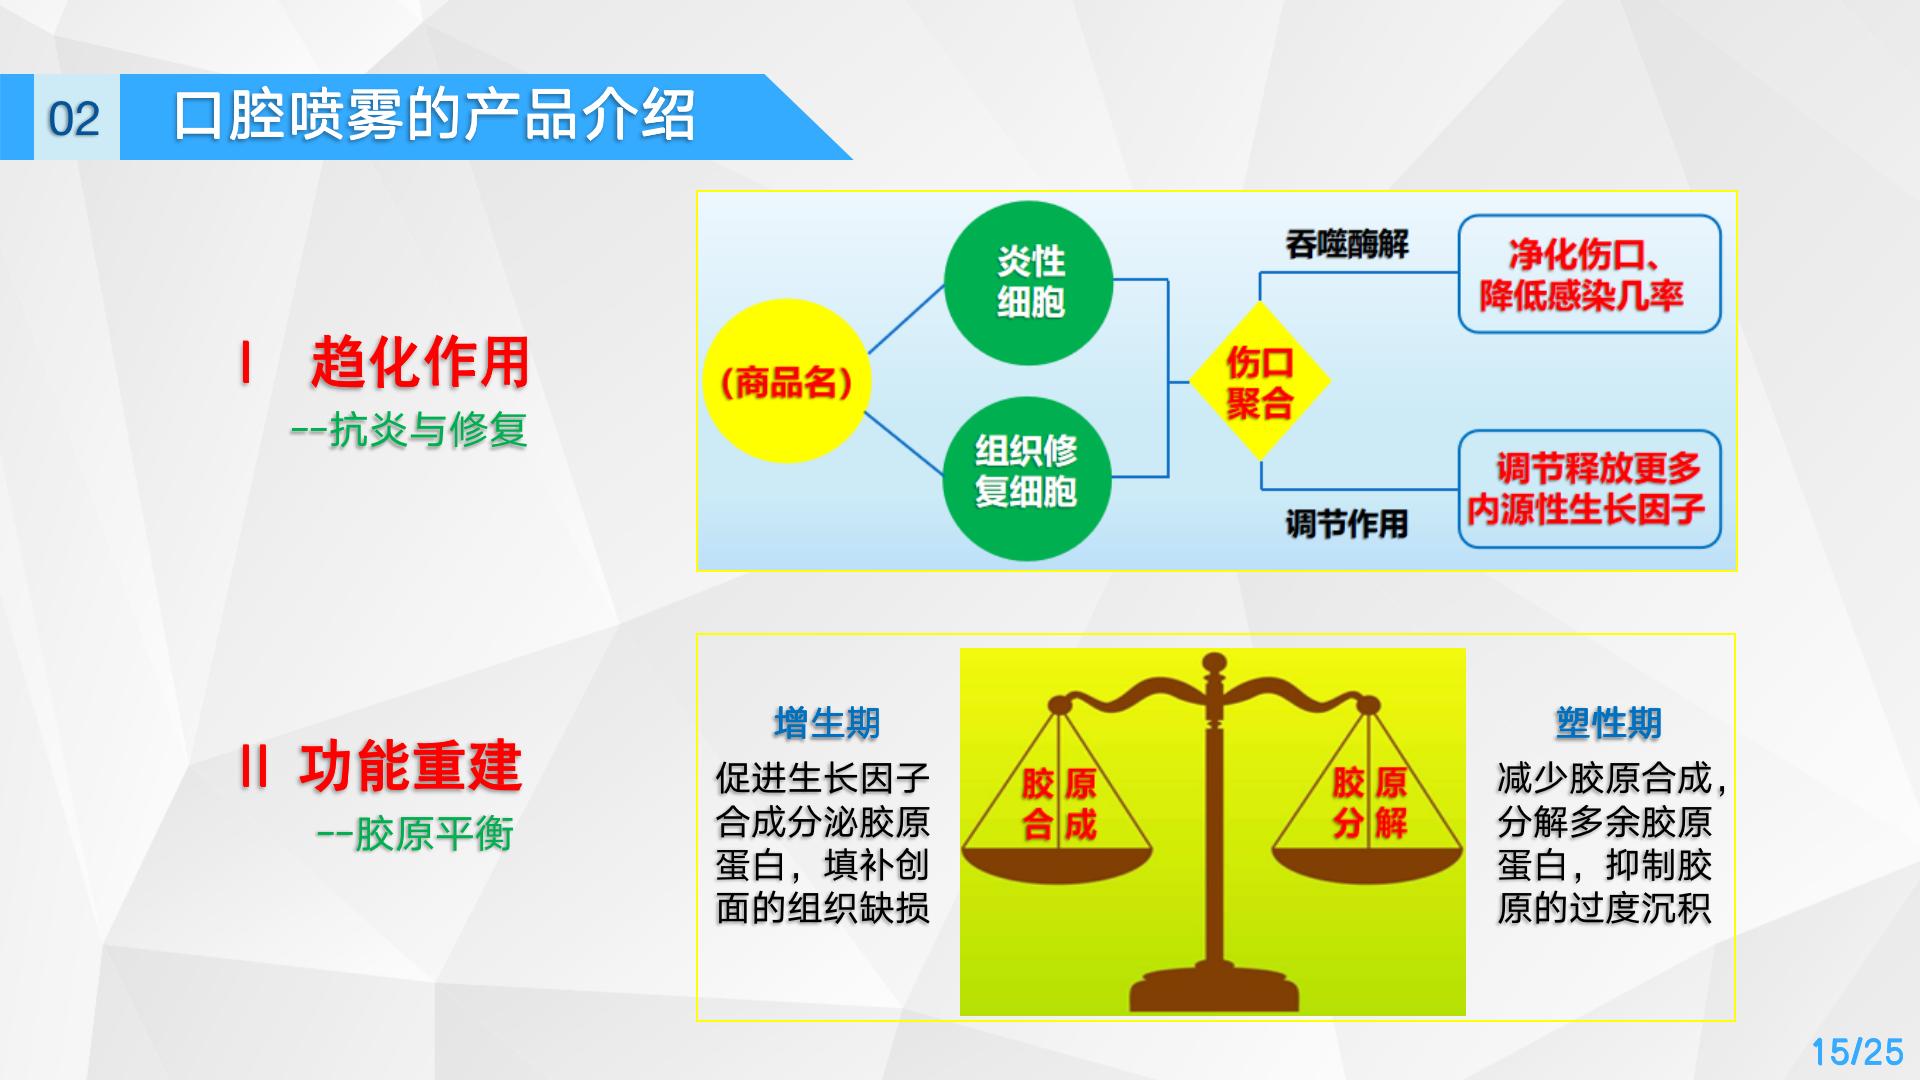 02
口腔喷雾的产品介绍
Ⅰ 趋化作用
--抗炎与修复
(商品名)
炎性
细胞
组织修
复细胞
伤口
聚合
吞噬酶解
净化伤口、
降低感染几率
调节作用
调节释放更多
内源性生长因子
Ⅱ 功能重建
--胶原平衡
增生期
促进生长因子
合成分泌胶原
蛋白，填补创
面的组织缺损
胶 原
合 成
胶 原
分 解
塑性期
减少胶原合成，
分解多余胶原
蛋白，抑制胶
原的过度沉积
15/25